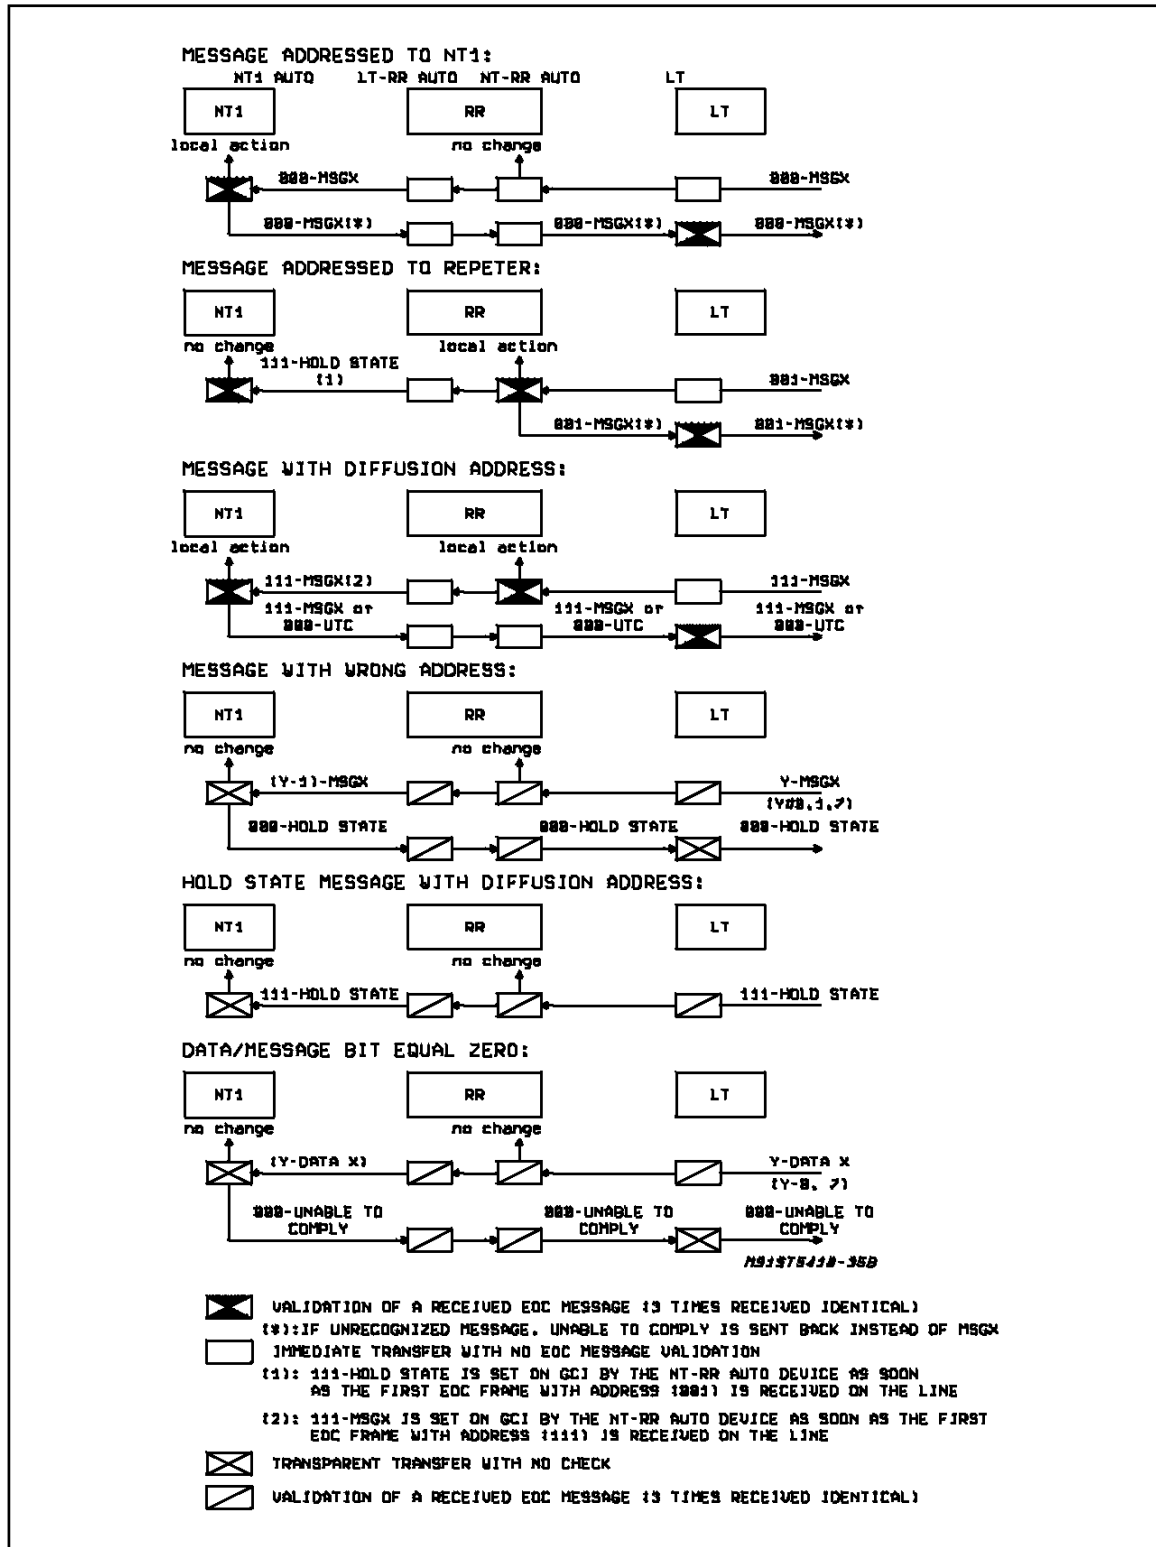 MESSAGE ADDRESSED TO NT1:
NT1 AUTO LT-RR AUTO NT-RR AUTO LT
NT1 RR LT
local action no change
000-MSGX 000-MSGX
000-MSGX(*) 000-MSGX(*) 000-MSGX(*)
MESSAGE ADDRESSED TO REPETER:
NT1 RR LT
no change local action
111-HOLD STATE
(1) 001-MSGX
001-MSGX(*) 001-MSGX(*)
MESSAGE WITH DIFFUSION ADDRESS:
NT1 RR LT
local action local action
111-MSGX(2) 111-MSGX
111-MSGX or 111-MSGX or 111-MSGX or
000-UTC 000-UTC 000-UTC
MESSAGE WITH WRONG ADDRESS:
NT1 RR LT
no change no change
(Y-1)-MSGX Y-MSGX
(Y#0,1,7)
000-HOLD STATE 000-HOLD STATE 000-HOLD STATE
HOLD STATE MESSAGE WITH DIFFUSION ADDRESS:
NT1 RR LT
no change no change
111-HOLD STATE 111-HOLD STATE
DATA/MESSAGE BIT EQUAL ZERO:
NT1 RR LT
no change no change
(Y-DATA X) Y-DATA X
(Y-0, 7)
000-UNABLE TO 000-UNABLE TO 000-UNABLE TO
COMPLY COMPLY COMPLY
VALIDATION OF A RECEIVED EOC MESSAGE (3 TIMES RECEIVED IDENTICAL)
(*):IF UNRECOGNIZED MESSAGE, UNABLE TO COMPLY IS SENT BACK INSTEAD OF MSGX
IMMEDIATE TRANSFER WITH NO EOC MESSAGE VALIDATION
(1): 111-HOLD STATE IS SET ON GCI BY THE NT-RR AUTO DEVICE AS SOON
AS THE FIRST EOC FRAME WITH ADDRESS (001) IS RECEIVED ON THE LINE
(2): 111-MSGX IS SET ON GCI BY THE NT-RR AUTO DEVICE AS SOON AS THE FIRST
EOC FRAME WITH ADDRESS (111) IS RECEIVED ON THE LINE
TRANSPARENT TRANSFER WITH NO CHECK
VALIDATION OF A RECEIVED EOC MESSAGE (3 TIMES RECEIVED IDENTICAL)